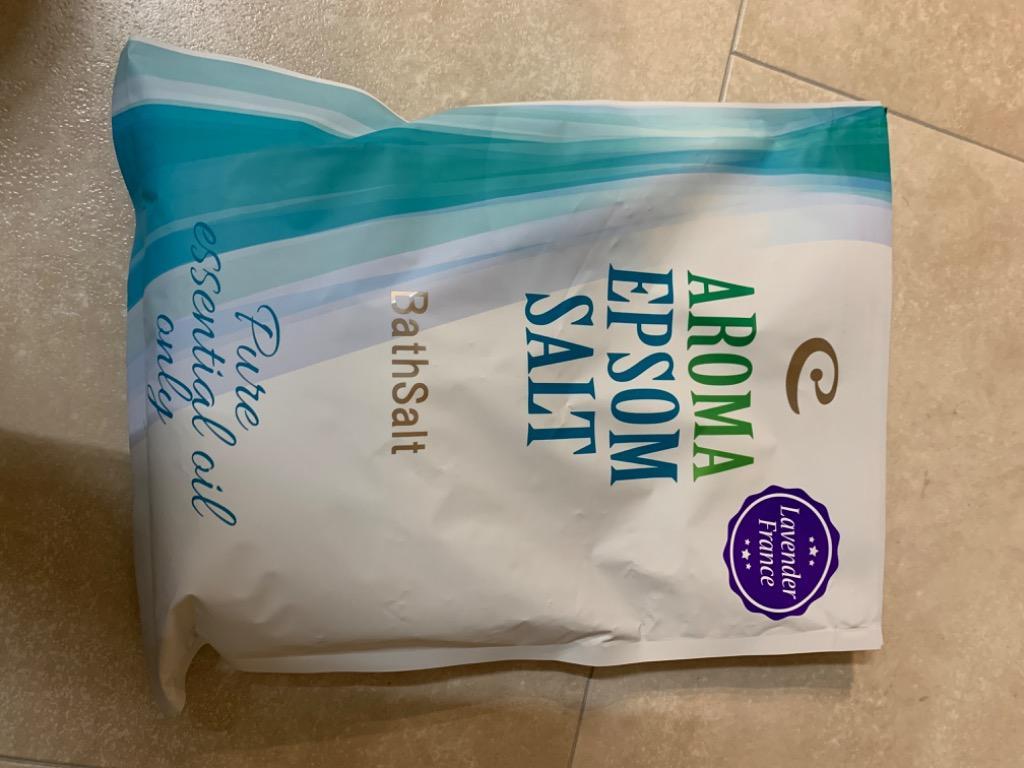 Lavender
France
AROMA
EPSOM
SALT
BathSalt
Pure
essential oil
only